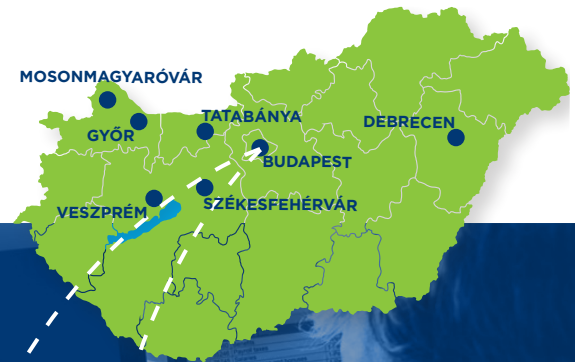 MOSONMAGYARÓVÁR
GYŐR
TATABÁNYA
DEBRECEN
BUDAPEST
VESZPRÉM
SZÉKESFEHÉRVÁR